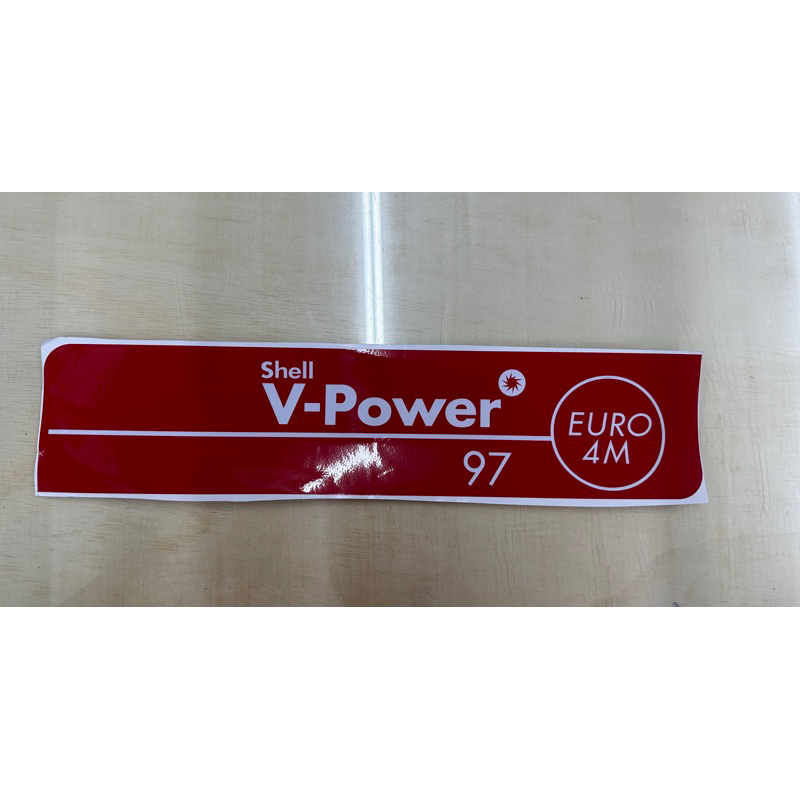 Shell
V-Power
97
EURO
4M